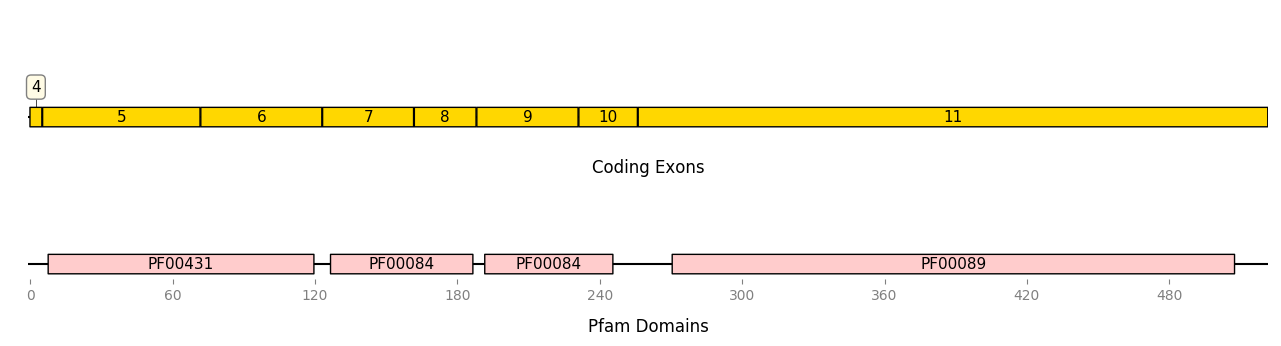 4
5 6 7 8 9 10 11
Coding Exons
PF00431 PF00084 PF00084 PF00089
0 60 120 180 240 300 360 420 480
Pfam Domains